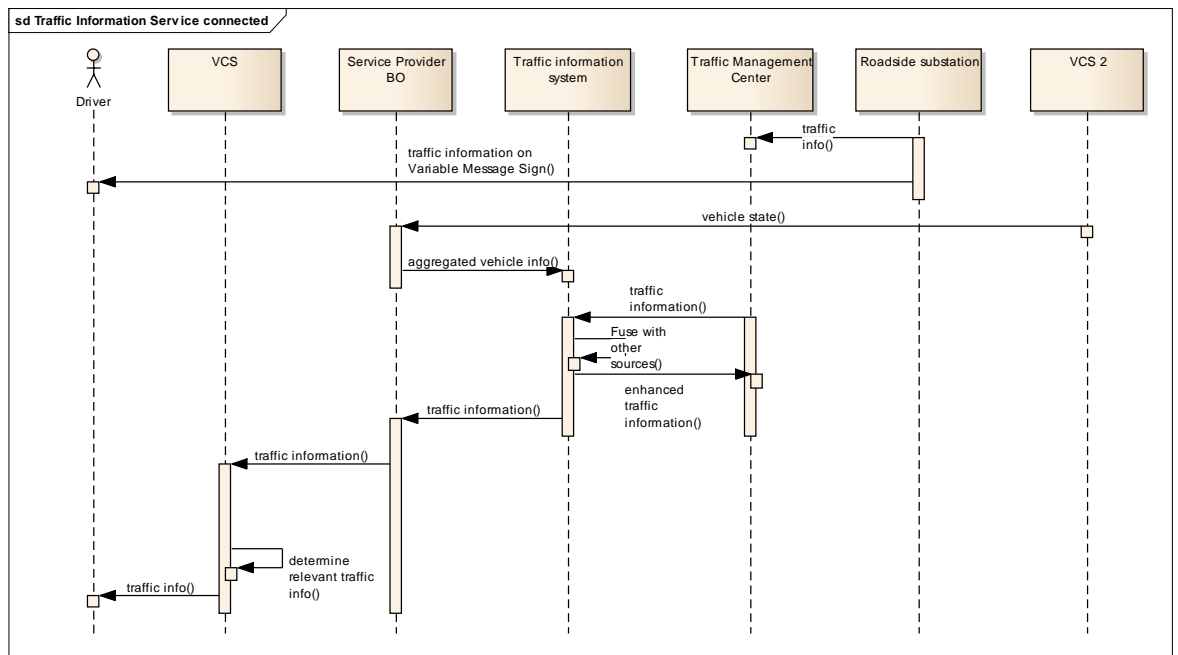 sd Traffic Information Service connected
Driver
VCS
Service Provider
BO
Traffic information
system
Traffic Management
Center
Roadside substation
VCS 2
traffic
info()
traffic information on
Variable Message Sign()
vehicle state()
aggregated vehicle info()
traffic
information()
Fuse with
other
sources()
enhanced
traffic
information()
traffic information()
traffic information()
determine
relevant traffic
info()
traffic info()